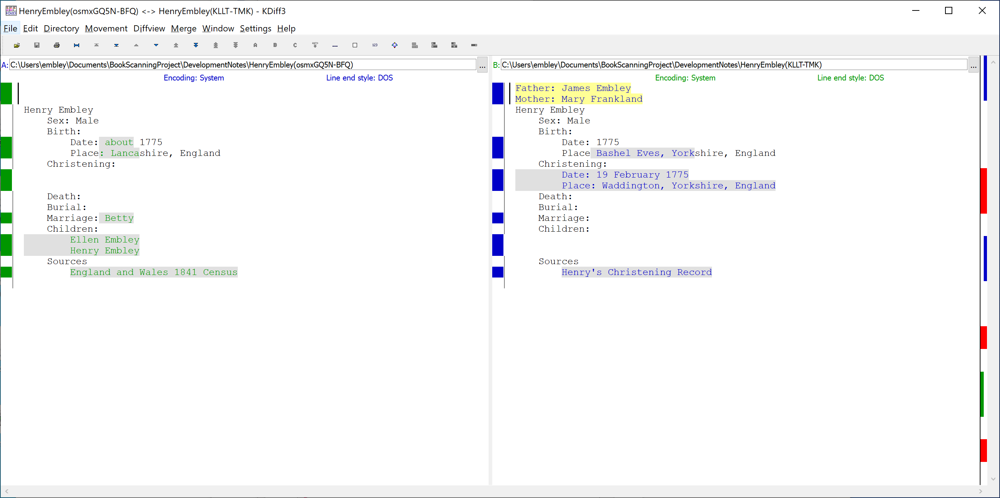 HenryEmbley(osmxGQ5N-BFQ) <-> HenryEmbley(KLLT-TMK) - KDiff3
File Edit Directory Movement Diffview Merge Window Settings Help
A B C AUTO 123
A: C:\Users\embley\Documents\BookScanningProject\DevelopmentNotes\HenryEmbley(osmxGQ5N-BFQ) ...
Encoding: System Line end style: DOS
Henry Embley
Sex: Male
Birth:
Date: about 1775
Place: Lancashire, England
Christening:
Death:
Burial:
Marriage: Betty
Children:
Ellen Embley
Henry Embley
Sources
England and Wales 1841 Census
B: C:\Users\embley\Documents\BookScanningProject\DevelopmentNotes\HenryEmbley(KLLT-TMK) ...
Encoding: System Line end style: DOS
Father: James Embley
Mother: Mary Frankland
Henry Embley
Sex: Male
Birth:
Date: 1775
Place Bashel Eves, Yorkshire, England
Christening:
Date: 19 February 1775
Place: Waddington, Yorkshire, England
Death:
Burial:
Marriage:
Children:
Sources
Henry's Christening Record